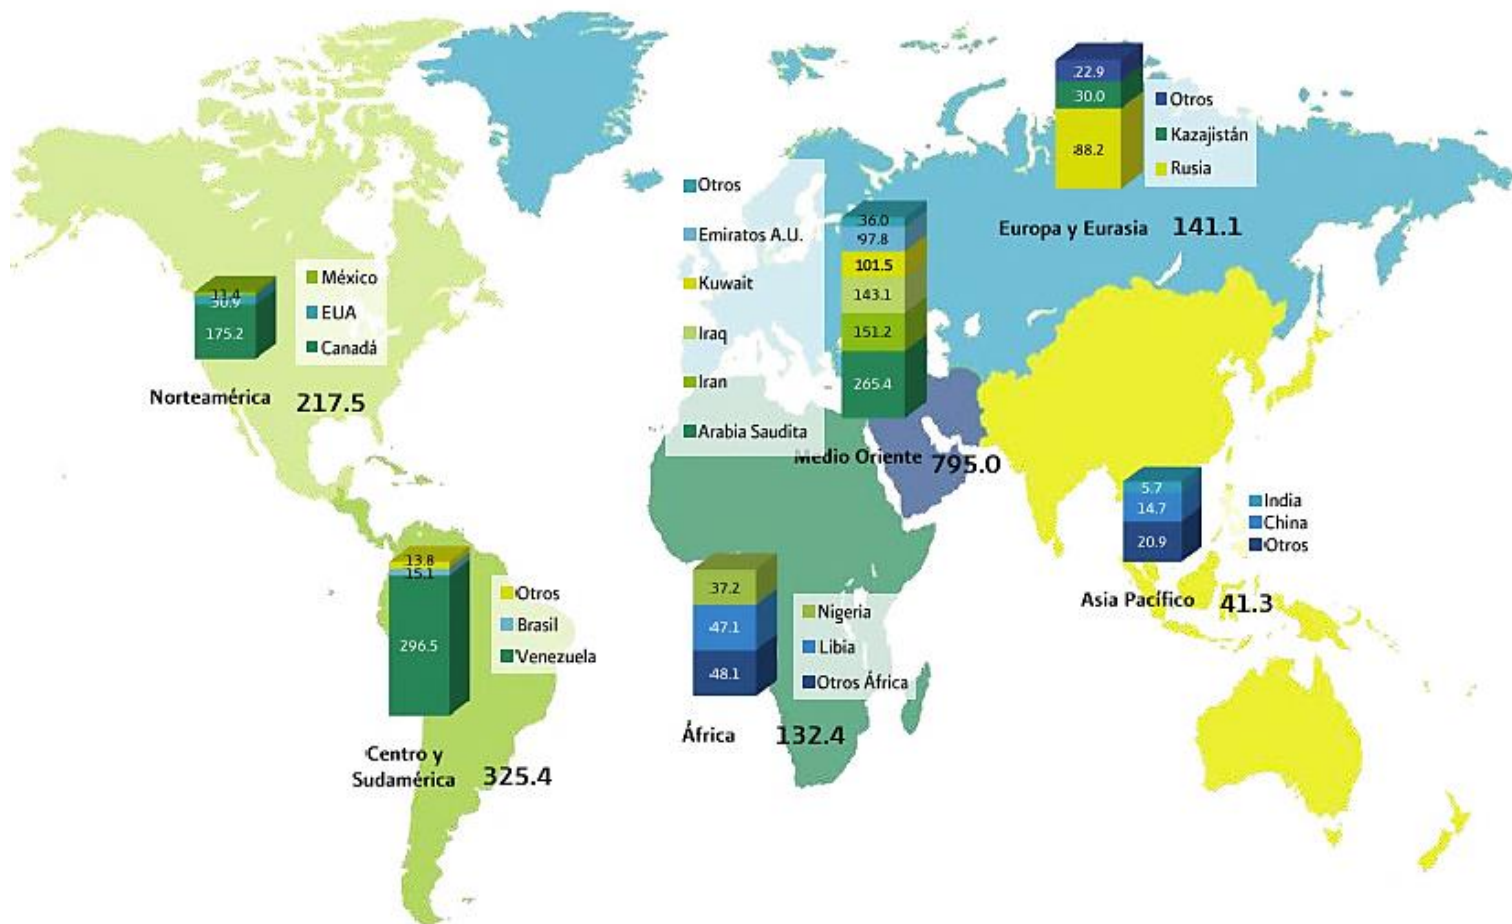 22.9
30.0
88.2
Otros
Kazajistán
Rusia
Europa y Eurasia 141.1
Otros
Emiratos A.U.
Kuwait
Iraq
Iran
Arabia Saudita
36.0
97.8
101.5
143.1
151.2
265.4
Medio Oriente 795.0
11.4
30.9
175.2
México
EUA
Canadá
Norteamérica 217.5
5.7
14.7
20.9
India
China
Otros
Asia Pacífico 41.3
13.8
15.1
296.5
Otros
Brasil
Venezuela
Centro y
Sudamérica 325.4
37.2
47.1
48.1
Nigeria
Libia
Otros África
África 132.4